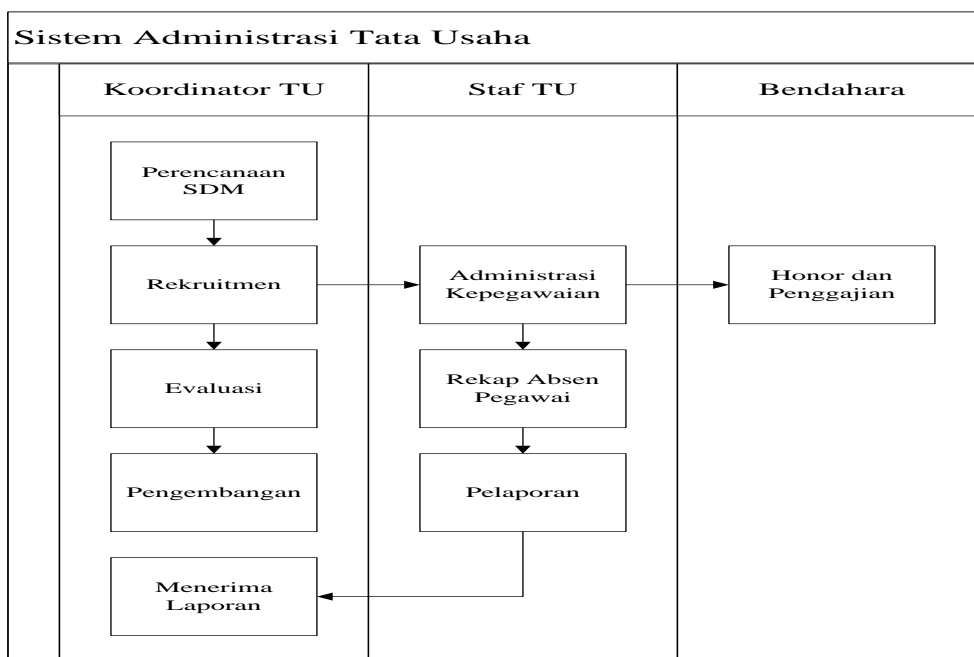 Sistem Administrasi Tata Usaha
Koordinator TU
Staf TU
Bendahara
Perencanaan
SDM
Rekruitmen
Administrasi
Kepegawaian
Honor dan
Penggajian
Evaluasi
Rekap Absen
Pegawai
Pengembangan
Pelaporan
Menerima
Laporan